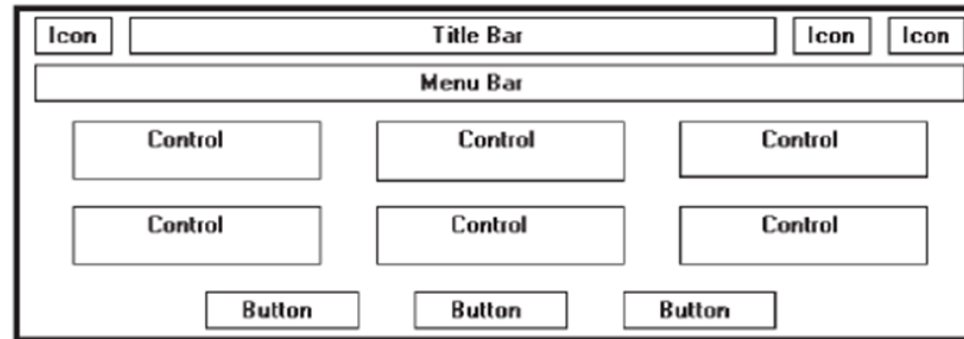 Icon Title Bar Icon Icon
Menu Bar
Control Control Control
Control Control Control
Button Button Button